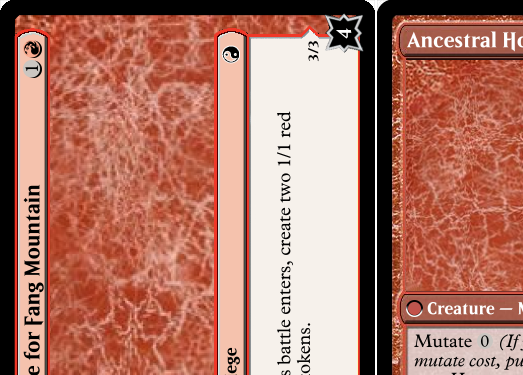 e for Fang Mountain
1
ege
s battle enters, create two 1/1 red
okens.
3/3
4
Ancestral Ho
Creature — M
Mutate 0 (If
mutate cost, pu